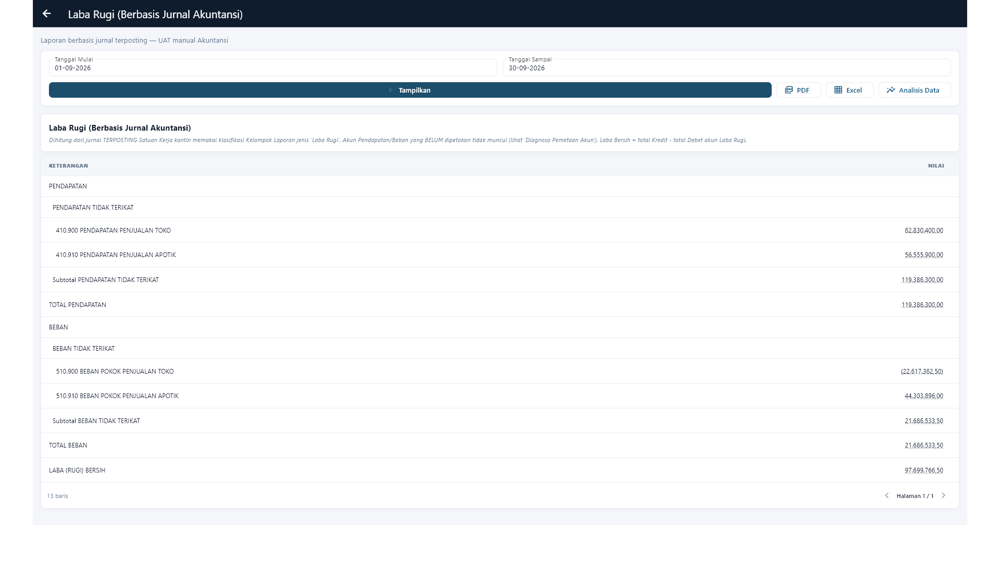 Laba Rugi (Berbasis Jurnal Akuntansi)
Laporan berbasis jurnal terposting — UAT manual Akuntansi
Tanggal Mulai
01-09-2026
Tanggal Sampai
30-09-2026
Tampilkan
PDF
Excel
Analisis Data
Laba Rugi (Berbasis Jurnal Akuntansi)
Dihitung dari jurnal TERPOSTING Satuan Kerja kantin memakai klasifikasi Kelompok Laporan jenis 'Laba Rugi'. Akun Pendapatan/Beban yang BELUM dipetakan tidak muncul (lihat 'Diagnosa Pemetaan Akun'). Laba Bersih = total Kredit - total Debet akun Laba Rugi.
KETERANGAN NILAI
PENDAPATAN
PENDAPATAN TIDAK TERIKAT
410.900 PENDAPATAN PENJUALAN TOKO 62.830.400,00
410.910 PENDAPATAN PENJUALAN APOTIK 56.555.900,00
Subtotal PENDAPATAN TIDAK TERIKAT 119.386.300,00
TOTAL PENDAPATAN 119.386.300,00
BEBAN
BEBAN TIDAK TERIKAT
510.900 BEBAN POKOK PENJUALAN TOKO (22.617.362,50)
510.910 BEBAN POKOK PENJUALAN APOTIK 44.303.896,00
Subtotal BEBAN TIDAK TERIKAT 21.686.533,50
TOTAL BEBAN 21.686.533,50
LABA (RUGI) BERSIH 97.699.766,50
13 baris
Halaman 1 / 1